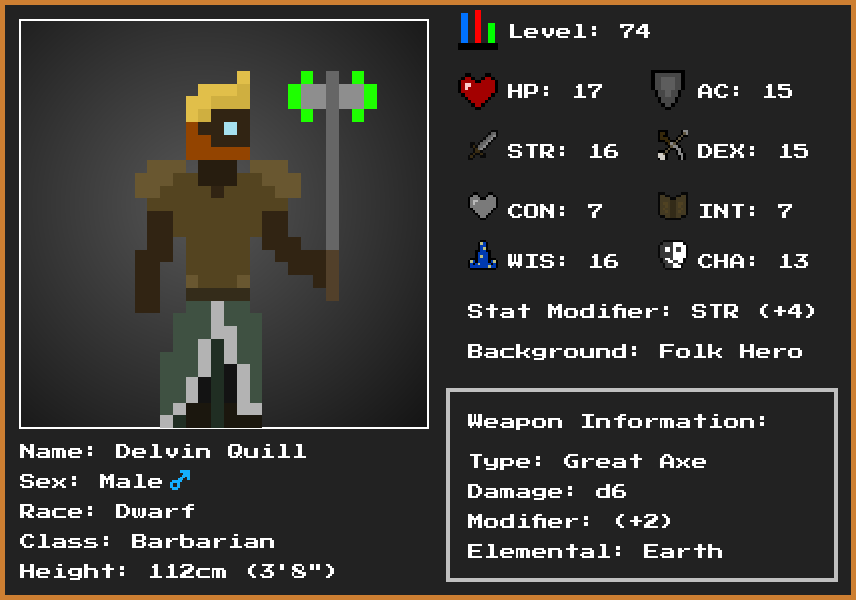 Level: 74
HP: 17
AC: 15
STR: 16
DEX: 15
CON: 7
INT: 7
WIS: 16
CHA: 13
Stat Modifier: STR (+4)
Background: Folk Hero
Weapon Information:
Type: Great Axe
Damage: d6
Modifier: (+2)
Elemental: Earth
Name: Delvin Quill
Sex: Male♂
Race: Dwarf
Class: Barbarian
Height: 112cm (3'8")